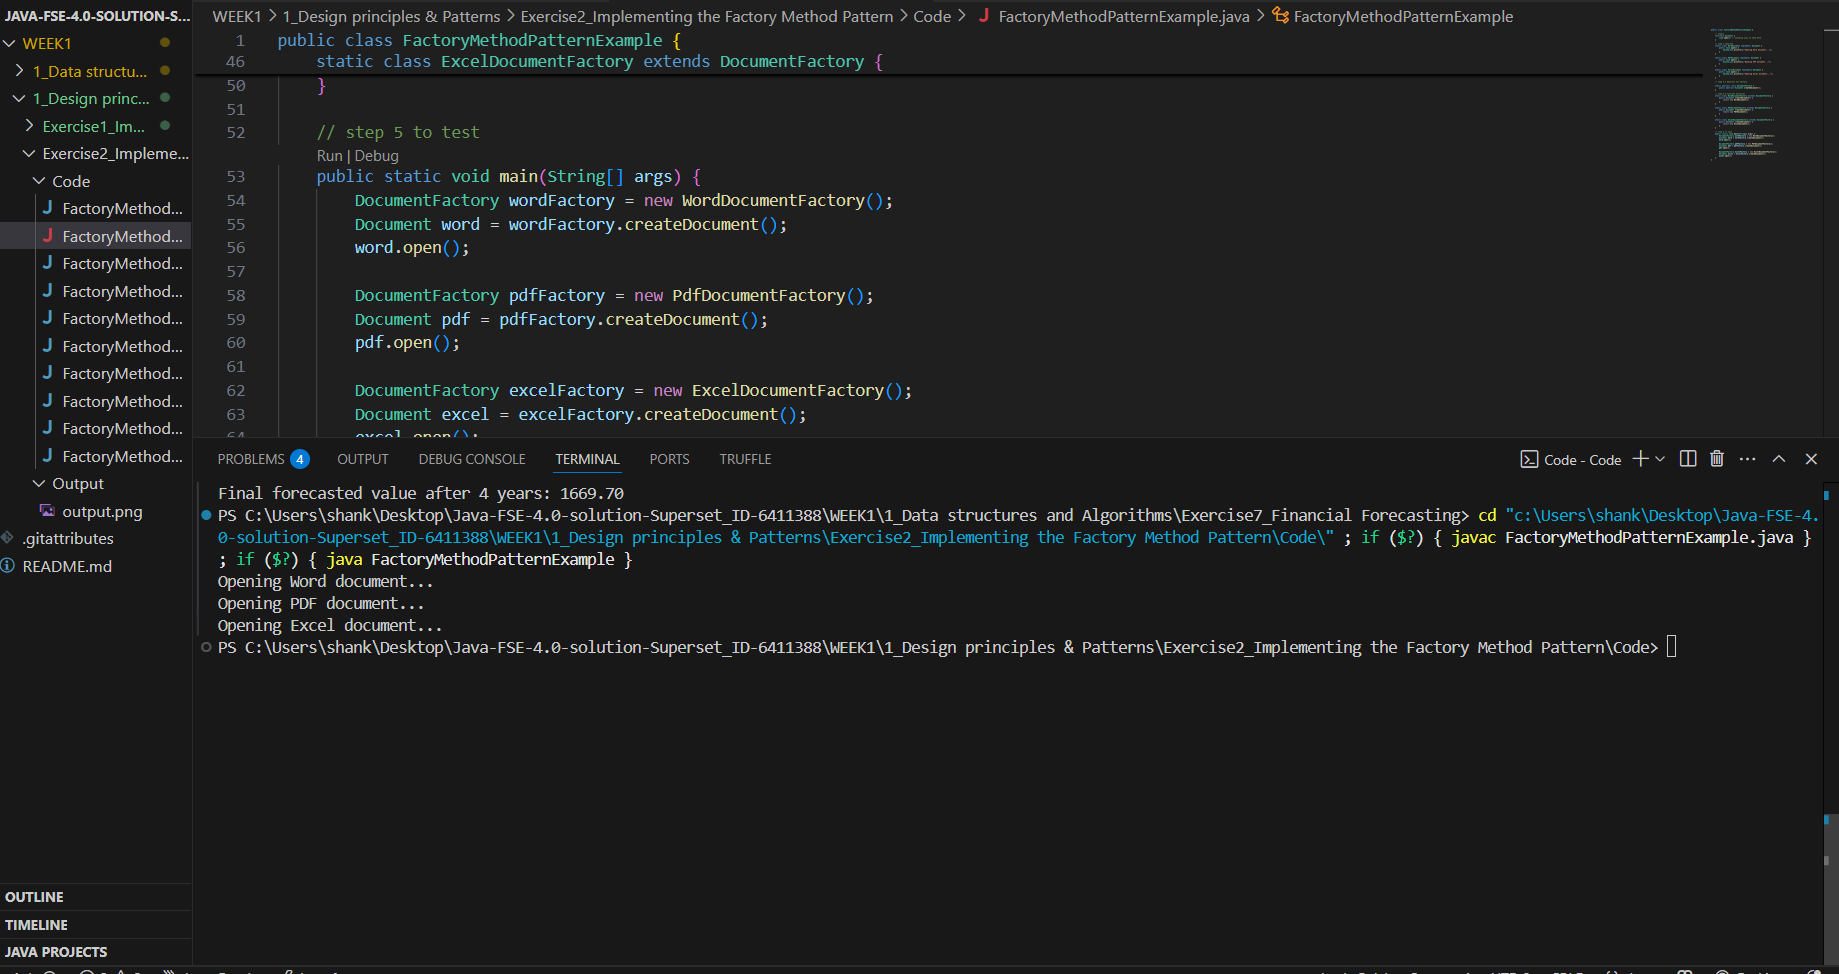 JAVA-FSE-4.0-SOLUTION-S...
WEEK1
1_Data structu...
1_Design princ...
Exercise1_Im...
Exercise2_Impleme...
Code
FactoryMethod...
FactoryMethod...
FactoryMethod...
FactoryMethod...
FactoryMethod...
FactoryMethod...
FactoryMethod...
FactoryMethod...
FactoryMethod...
FactoryMethod...
Output
output.png
.gitattributes
README.md
OUTLINE
TIMELINE
JAVA PROJECTS
WEEK1 > 1_Design principles & Patterns > Exercise2_Implementing the Factory Method Pattern > Code > FactoryMethodPatternExample.java > FactoryMethodPatternExample
1 public class FactoryMethodPatternExample {
46 static class ExcelDocumentFactory extends DocumentFactory {
50 }
51
52 // step 5 to test
Run | Debug
53 public static void main(String[] args) {
54 DocumentFactory wordFactory = new WordDocumentFactory();
55 Document word = wordFactory.createDocument();
56 word.open();
57
58 DocumentFactory pdfFactory = new PdfDocumentFactory();
59 Document pdf = pdfFactory.createDocument();
60 pdf.open();
61
62 DocumentFactory excelFactory = new ExcelDocumentFactory();
63 Document excel = excelFactory.createDocument();
64 excel.open();
PROBLEMS 4 OUTPUT DEBUG CONSOLE TERMINAL PORTS TRUFFLE
Code - Code
Final forecasted value after 4 years: 1669.70
PS C:\Users\shank\Desktop\Java-FSE-4.0-solution-Superset_ID-6411388\WEEK1\1_Data structures and Algorithms\Exercise7_Financial Forecasting> cd "c:\Users\shank\Desktop\Java-FSE-4.
0-solution-Superset_ID-6411388\WEEK1\1_Design principles & Patterns\Exercise2_Implementing the Factory Method Pattern\Code\" ; if ($?) { javac FactoryMethodPatternExample.java }
; if ($?) { java FactoryMethodPatternExample }
Opening Word document...
Opening PDF document...
Opening Excel document...
PS C:\Users\shank\Desktop\Java-FSE-4.0-solution-Superset_ID-6411388\WEEK1\1_Design principles & Patterns\Exercise2_Implementing the Factory Method Pattern\Code>